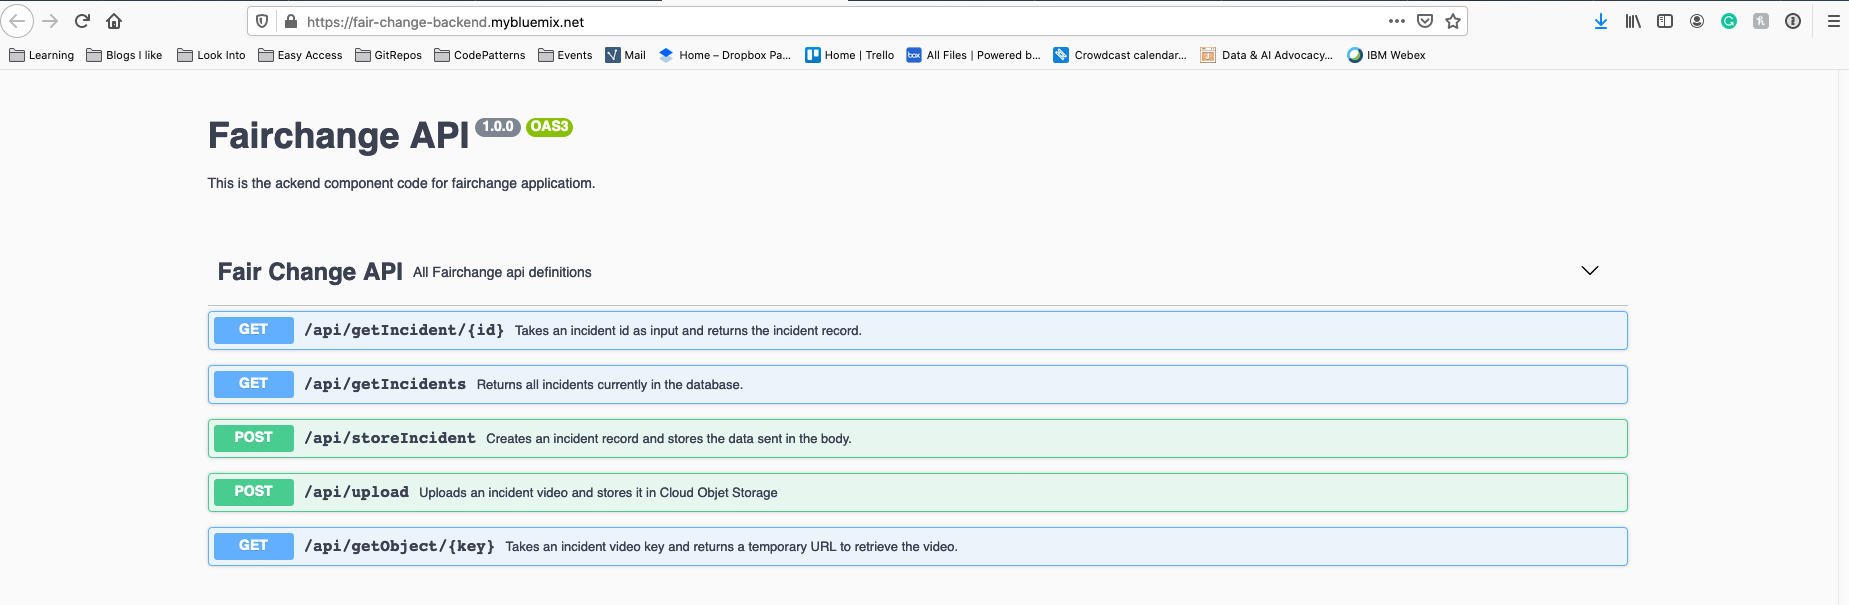 https://fair-change-backend.mybluemix.net
Learning Blogs I like Look Into Easy Access GitRepos CodePatterns Events Mail Home – Dropbox Pa... Home | Trello box All Files | Powered b... Crowdcast calendar... Data & AI Advocacy... IBM Webex
Fairchange API 1.0.0 OAS3
This is the ackend component code for fairchange applicatiom.
Fair Change API All Fairchange api definitions
GET /api/getIncident/{id} Takes an incident id as input and returns the incident record.
GET /api/getIncidents Returns all incidents currently in the database.
POST /api/storeIncident Creates an incident record and stores the data sent in the body.
POST /api/upload Uploads an incident video and stores it in Cloud Objet Storage
GET /api/getObject/{key} Takes an incident video key and returns a temporary URL to retrieve the video.